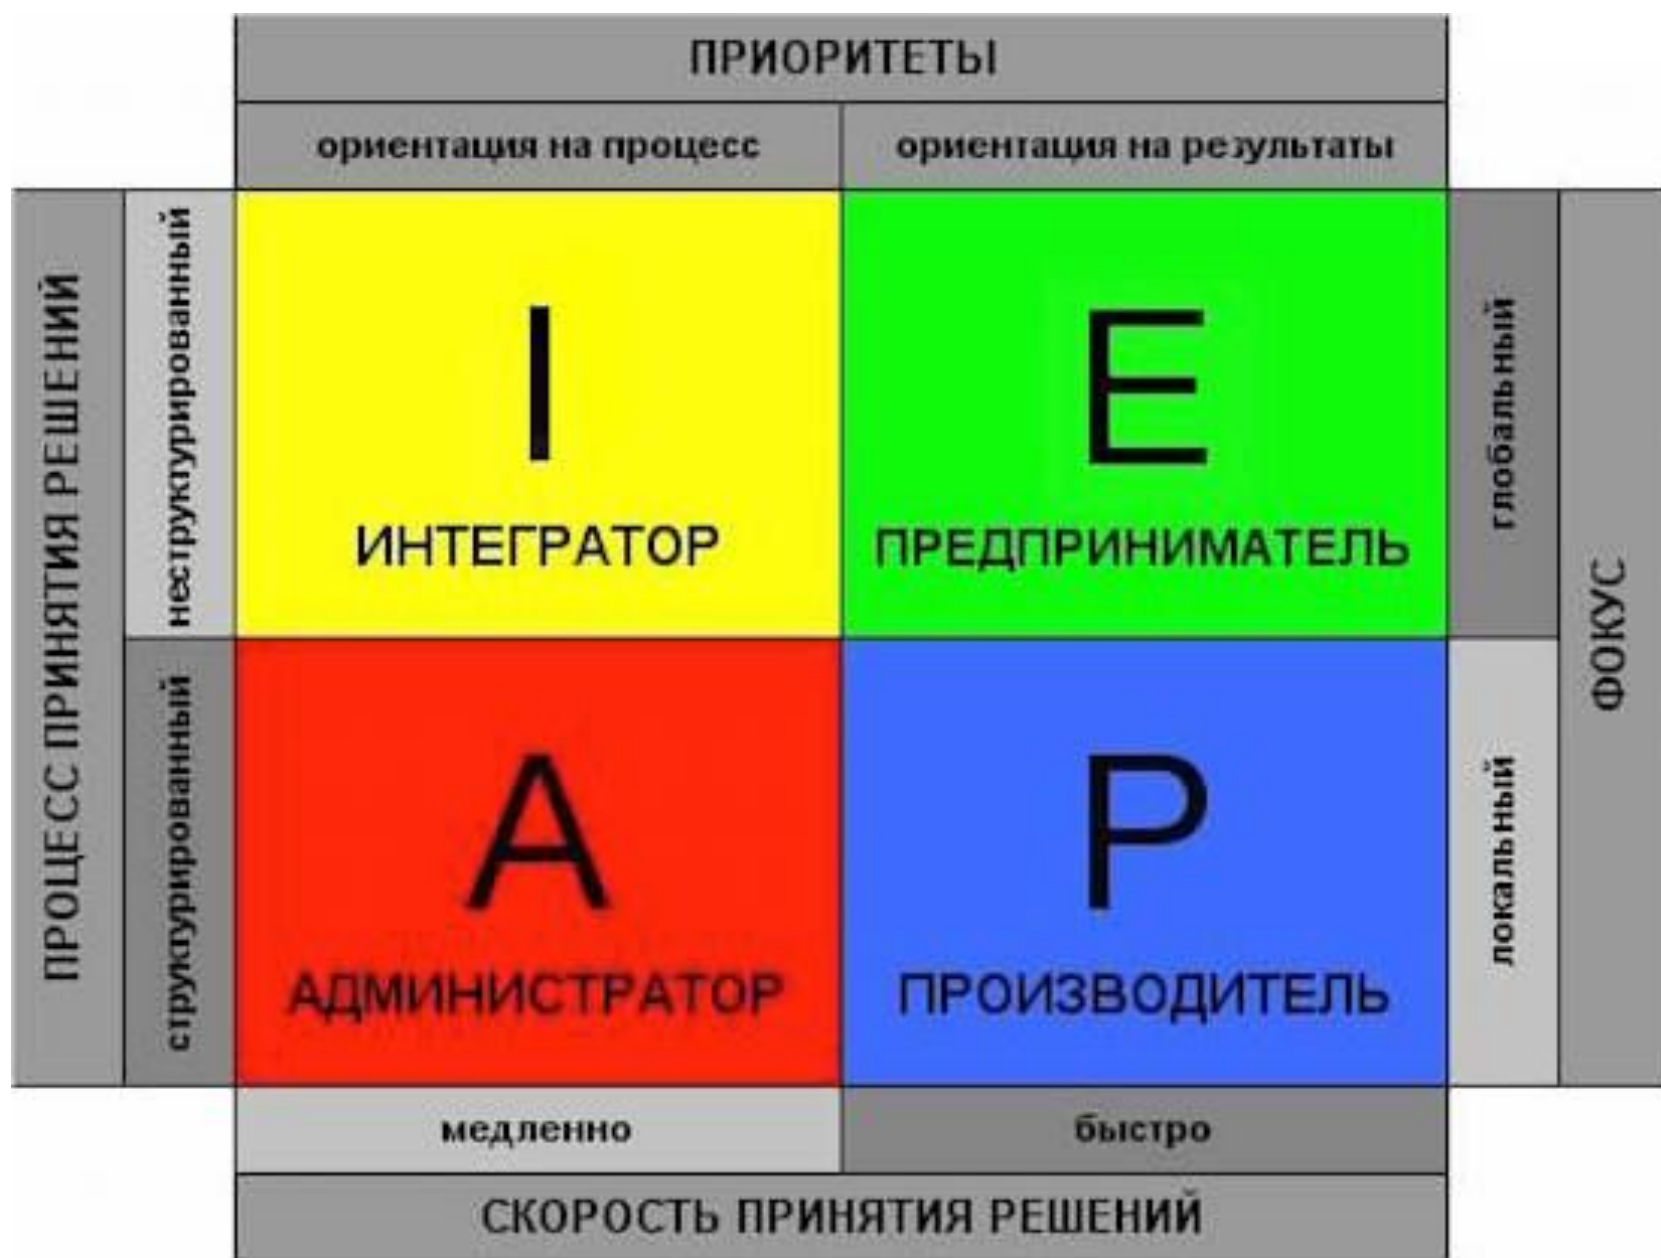 ПРИОРИТЕТЫ
ориентация на процесс
ориентация на результаты
ПРОЦЕСС ПРИНЯТИЯ РЕШЕНИЙ
неструктурированный
I
ИНТЕГРАТОР
E
ПРЕДПРИНИМАТЕЛЬ
глобальный
ФОКУС
структурированный
A
АДМИНИСТРАТОР
P
ПРОИЗВОДИТЕЛЬ
локальный
медленно
быстро
СКОРОСТЬ ПРИНЯТИЯ РЕШЕНИЙ